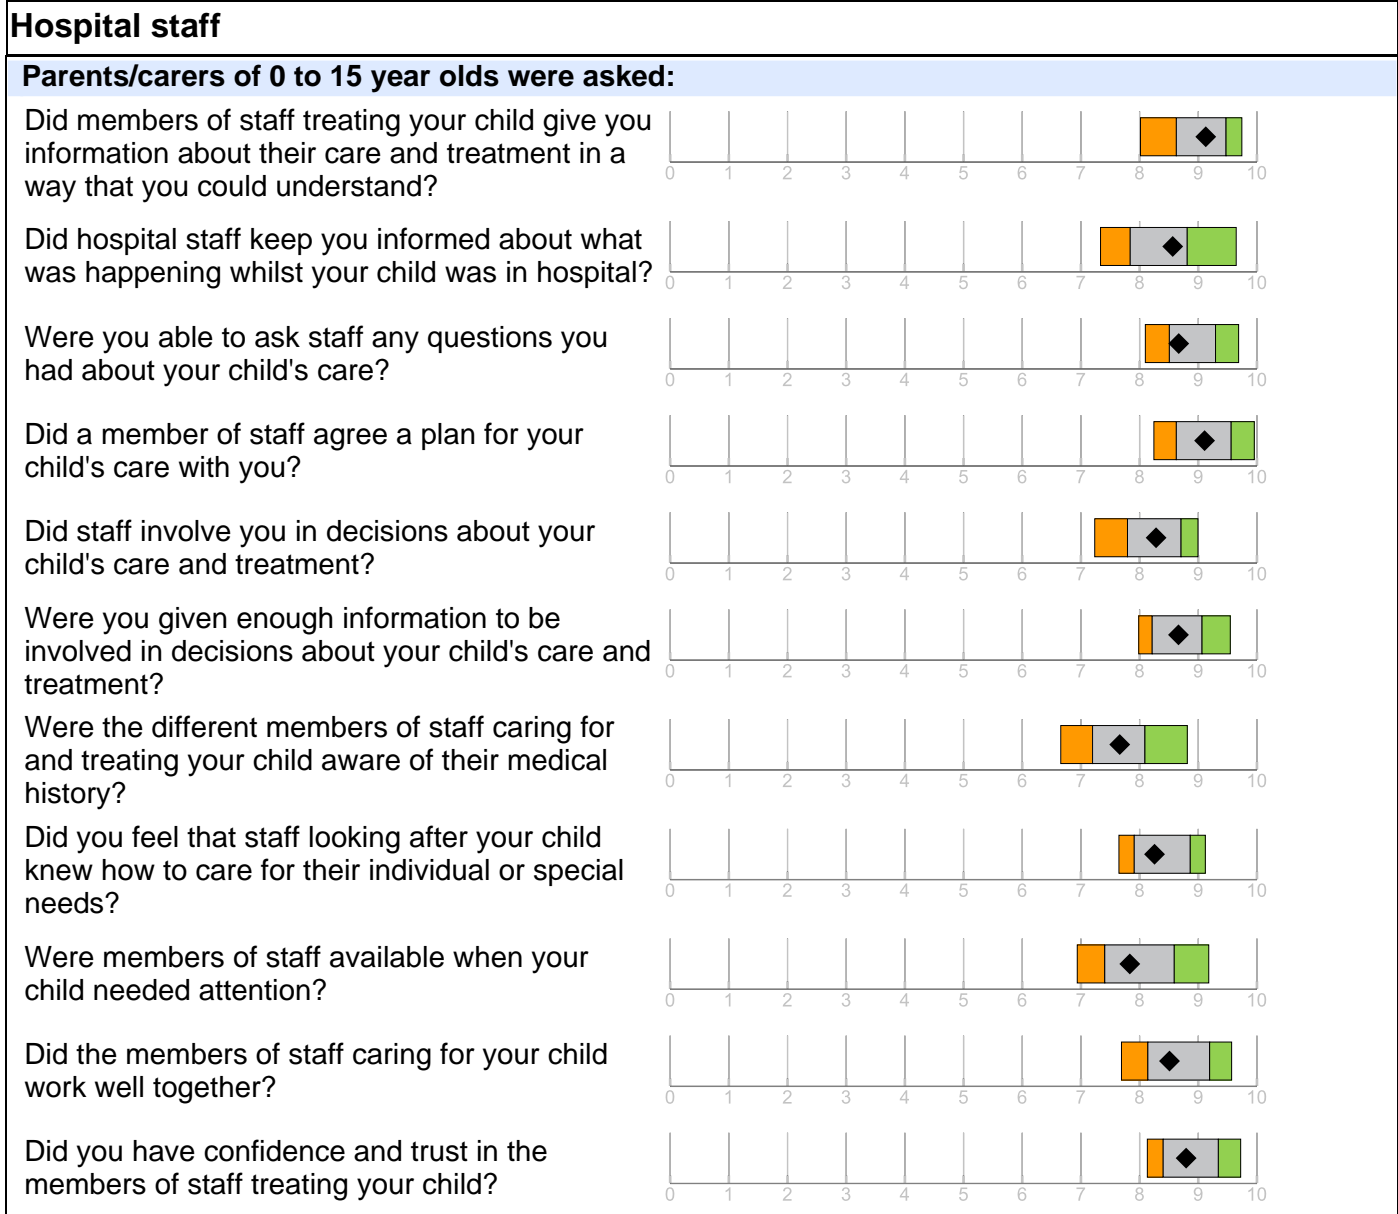 Hospital staff
Parents/carers of 0 to 15 year olds were asked:
Did members of staff treating your child give you
information about their care and treatment in a
way that you could understand?
0 1 2 3 4 5 6 7 8 9 10
Did hospital staff keep you informed about what
was happening whilst your child was in hospital?
0 1 2 3 4 5 6 7 8 9 10
Were you able to ask staff any questions you
had about your child's care?
0 1 2 3 4 5 6 7 8 9 10
Did a member of staff agree a plan for your
child's care with you?
0 1 2 3 4 5 6 7 8 9 10
Did staff involve you in decisions about your
child's care and treatment?
0 1 2 3 4 5 6 7 8 9 10
Were you given enough information to be
involved in decisions about your child's care and
treatment?
0 1 2 3 4 5 6 7 8 9 10
Were the different members of staff caring for
and treating your child aware of their medical
history?
0 1 2 3 4 5 6 7 8 9 10
Did you feel that staff looking after your child
knew how to care for their individual or special
needs?
0 1 2 3 4 5 6 7 8 9 10
Were members of staff available when your
child needed attention?
0 1 2 3 4 5 6 7 8 9 10
Did the members of staff caring for your child
work well together?
0 1 2 3 4 5 6 7 8 9 10
Did you have confidence and trust in the
members of staff treating your child?
0 1 2 3 4 5 6 7 8 9 10